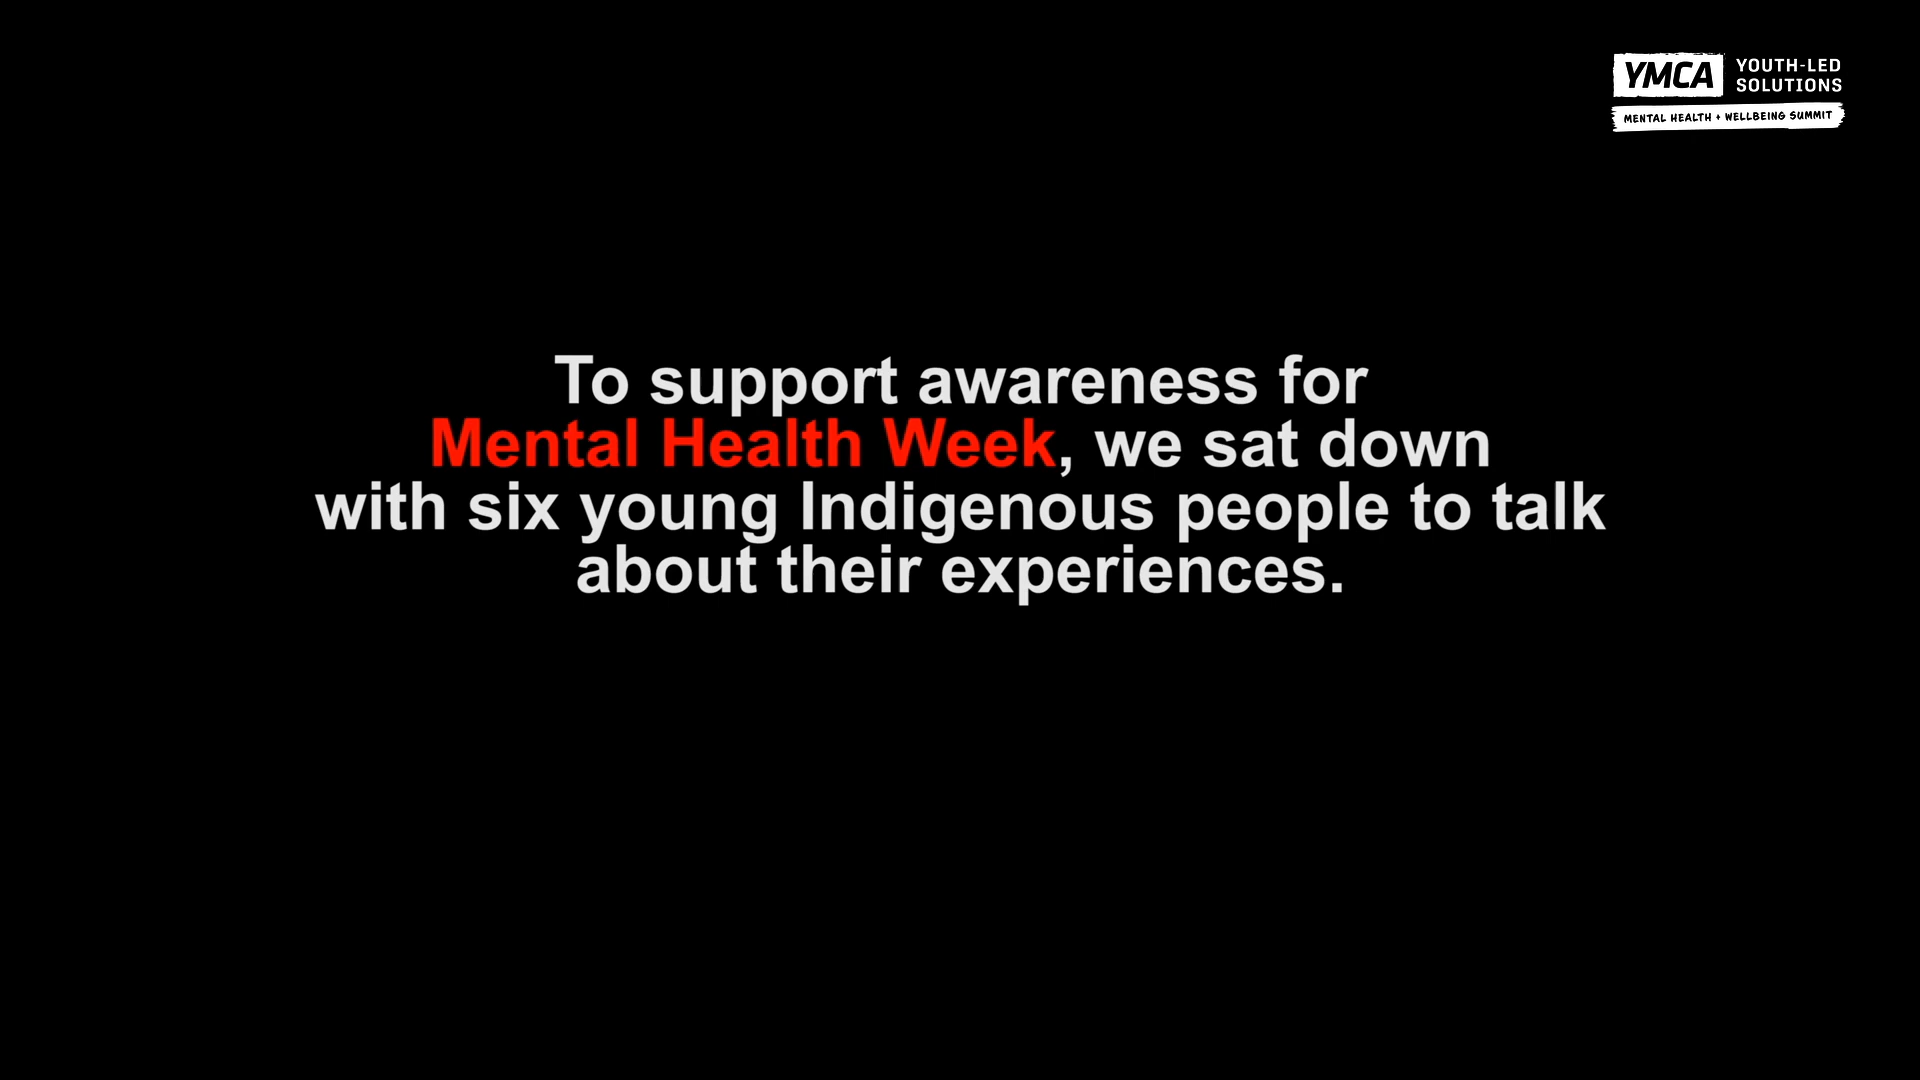 YMCA YOUTH-LED
SOLUTIONS
MENTAL HEALTH + WELLBEING SUMMIT
To support awareness for
Mental Health Week, we sat down
with six young Indigenous people to talk
about their experiences.